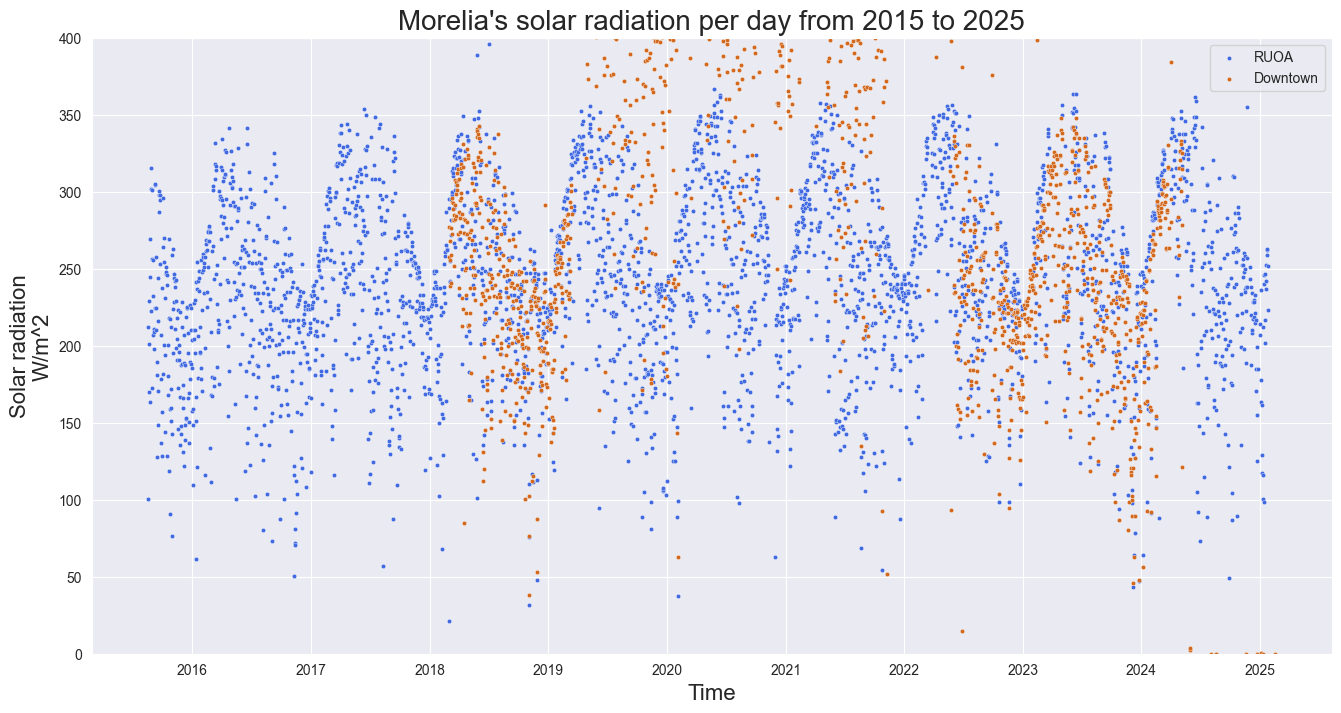 Morelia's solar radiation per day from 2015 to 2025
RUOA
Downtown
Solar radiation
W/m^2
400
350
300
250
200
150
100
50
0
2016 2017 2018 2019 2020 2021 2022 2023 2024 2025
Time